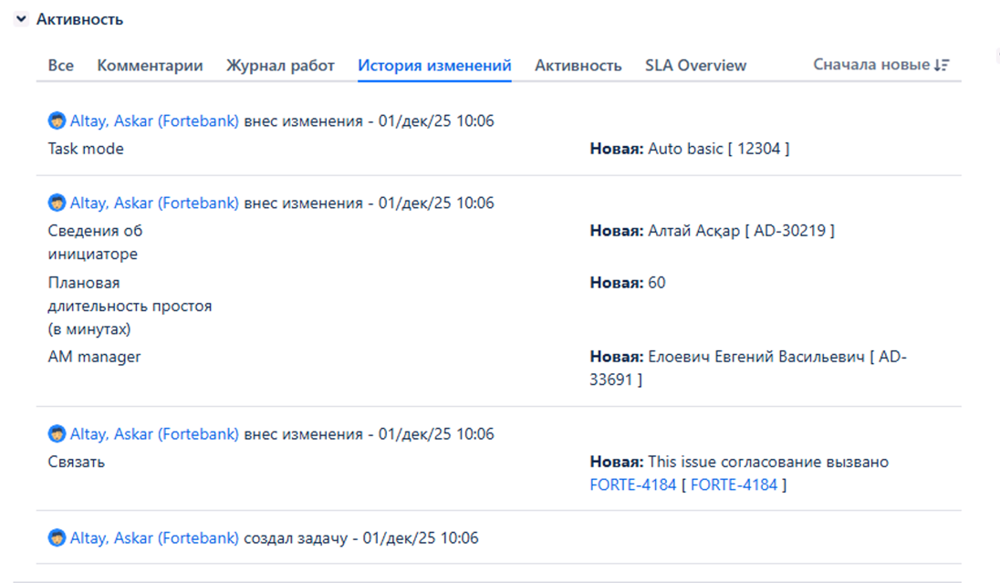 Активность
Все Комментарии Журнал работ История изменений Активность SLA Overview Сначала новые
Altay, Askar (Fortebank) внес изменения - 01/дек/25 10:06
Task mode Новая: Auto basic [ 12304 ]
Altay, Askar (Fortebank) внес изменения - 01/дек/25 10:06
Сведения об Новая: Алтай Асқар [ AD-30219 ]
инициаторе
Плановая Новая: 60
длительность простоя
(в минутах)
AM manager Новая: Елоевич Евгений Васильевич [ AD-
33691 ]
Altay, Askar (Fortebank) внес изменения - 01/дек/25 10:06
Связать Новая: This issue согласование вызвано
FORTE-4184 [ FORTE-4184 ]
Altay, Askar (Fortebank) создал задачу - 01/дек/25 10:06